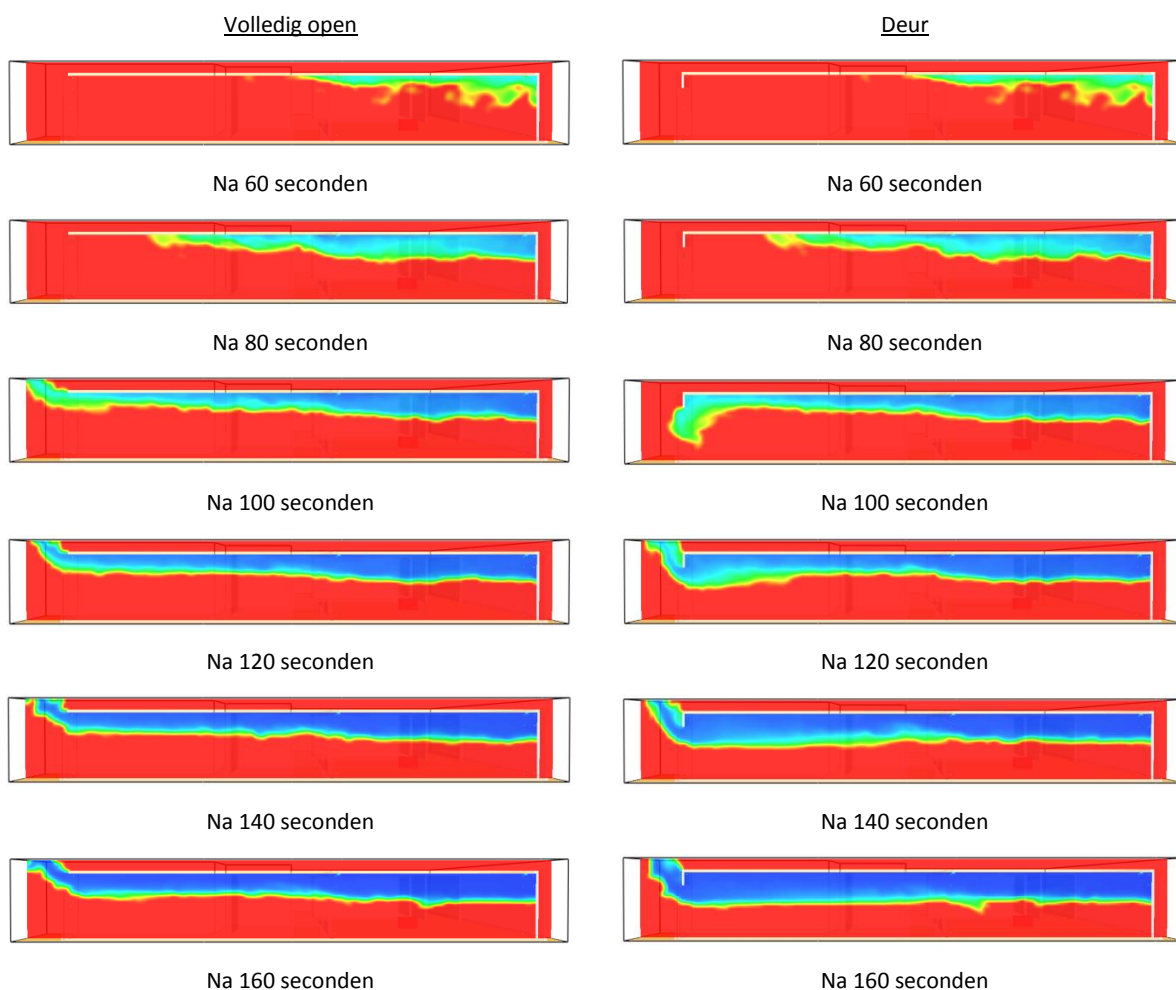 Volledig open
Deur
Na 60 seconden
Na 60 seconden
Na 80 seconden
Na 80 seconden
Na 100 seconden
Na 100 seconden
Na 120 seconden
Na 120 seconden
Na 140 seconden
Na 140 seconden
Na 160 seconden
Na 160 seconden